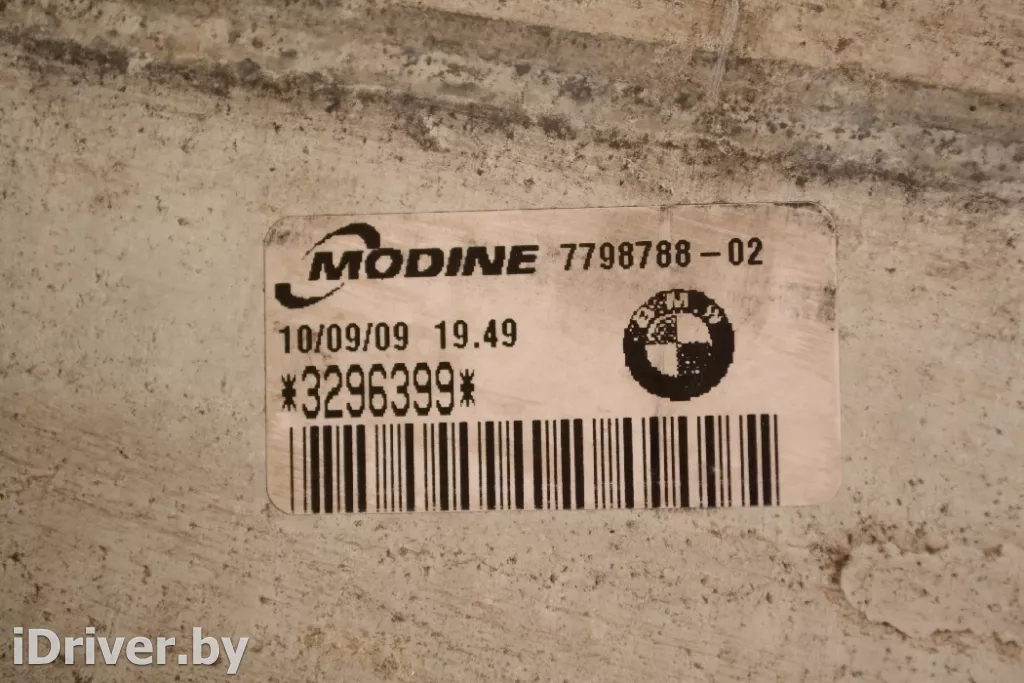 MODINE 7798788-02
BMW
10/09/09 19.49
*3296399*
iDriver.by